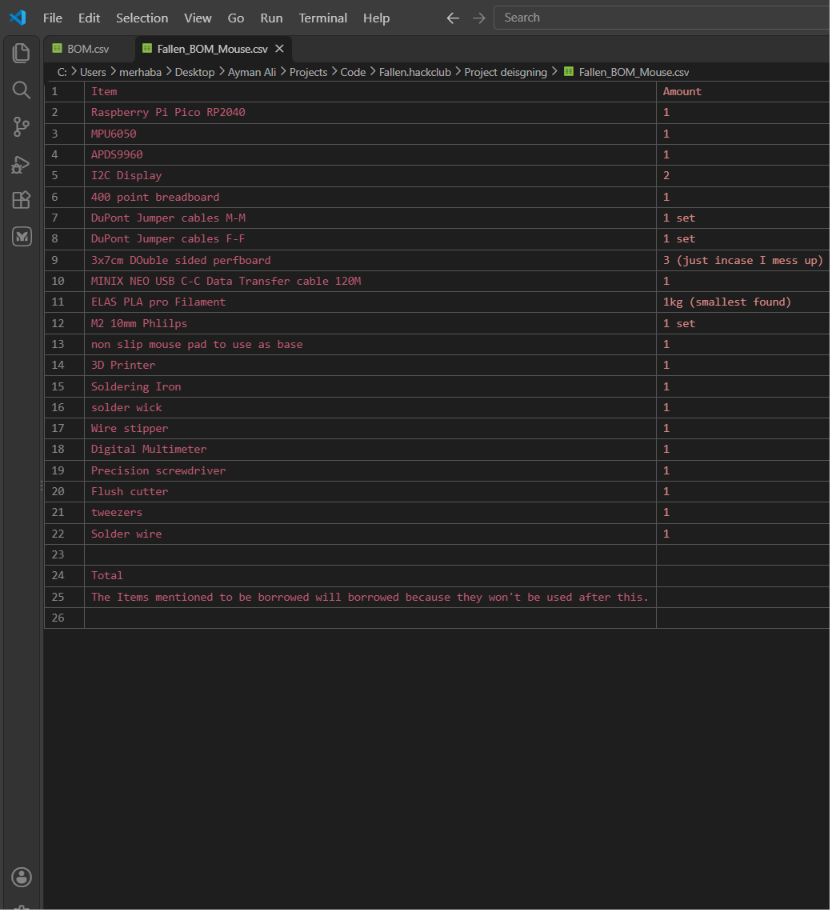 File Edit Selection View Go Run Terminal Help Search
BOM.csv Fallen_BOM_Mouse.csv
C: > Users > merhaba > Desktop > Ayman Ali > Projects > Code > Fallen.hackclub > Project deisgning > Fallen_BOM_Mouse.csv
1 Item Amount
2 Raspberry Pi Pico RP2040 1
3 MPU6050 1
4 APDS9960 1
5 I2C Display 2
6 400 point breadboard 1
7 DuPont Jumper cables M-M 1 set
8 DuPont Jumper cables F-F 1 set
9 3x7cm DOuble sided perfboard 3 (just incase I mess up)
10 MINIX NEO USB C-C Data Transfer cable 120M 1
11 ELAS PLA pro Filament 1kg (smallest found)
12 M2 10mm Phlilps 1 set
13 non slip mouse pad to use as base 1
14 3D Printer 1
15 Soldering Iron 1
16 solder wick 1
17 Wire stipper 1
18 Digital Multimeter 1
19 Precision screwdriver 1
20 Flush cutter 1
21 tweezers 1
22 Solder wire 1
23
24 Total
25 The Items mentioned to be borrowed will borrowed because they won't be used after this.
26